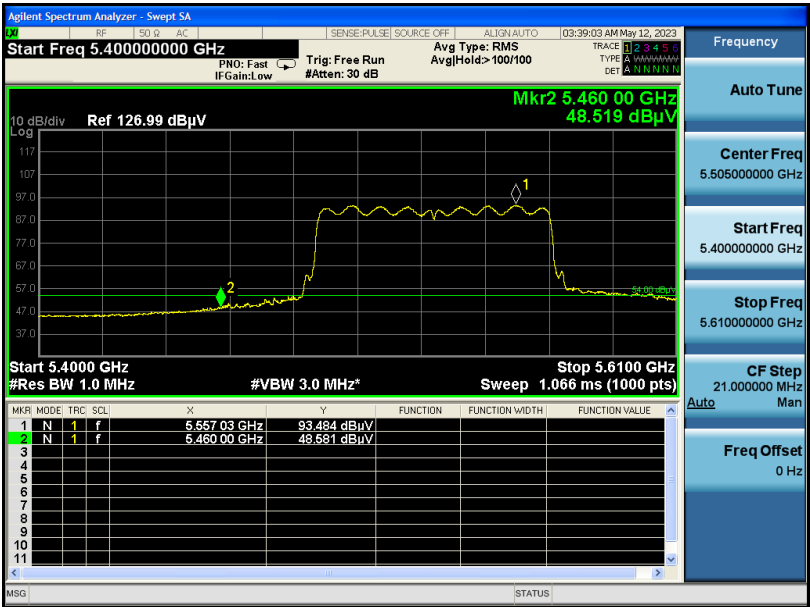 Agilent Spectrum Analyzer - Swept SA
LXI RF 50 Ω AC SENSE:PULSE SOURCE OFF ALIGN AUTO 03:39:03 AM May 12, 2023
Start Freq 5.400000000 GHz
PNO: Fast
IFGain:Low
Trig: Free Run
#Atten: 30 dB
Avg Type: RMS
Avg|Hold:>100/100
TRACE 1 2 3 4 5 6
TYPE A WWWWW
DET A N N N N N
Mkr2 5.460 00 GHz
48.519 dBµV
10 dB/div Ref 126.99 dBµV
Log
117
107
97.0
87.0
77.0
67.0
57.0
47.0
37.0
1
2
54.00 dBµV
Start 5.4000 GHz Stop 5.6100 GHz
#Res BW 1.0 MHz #VBW 3.0 MHz* Sweep 1.066 ms (1000 pts)
MKR MODE TRC SCL X Y FUNCTION FUNCTION WIDTH FUNCTION VALUE
1 N 1 f 5.557 03 GHz 93.484 dBµV
2 N 1 f 5.460 00 GHz 48.581 dBµV
3
4
5
6
7
8
9
10
11
MSG STATUS
Frequency
Auto Tune
Center Freq
5.505000000 GHz
Start Freq
5.400000000 GHz
Stop Freq
5.610000000 GHz
CF Step
21.000000 MHz
Auto Man
Freq Offset
0 Hz